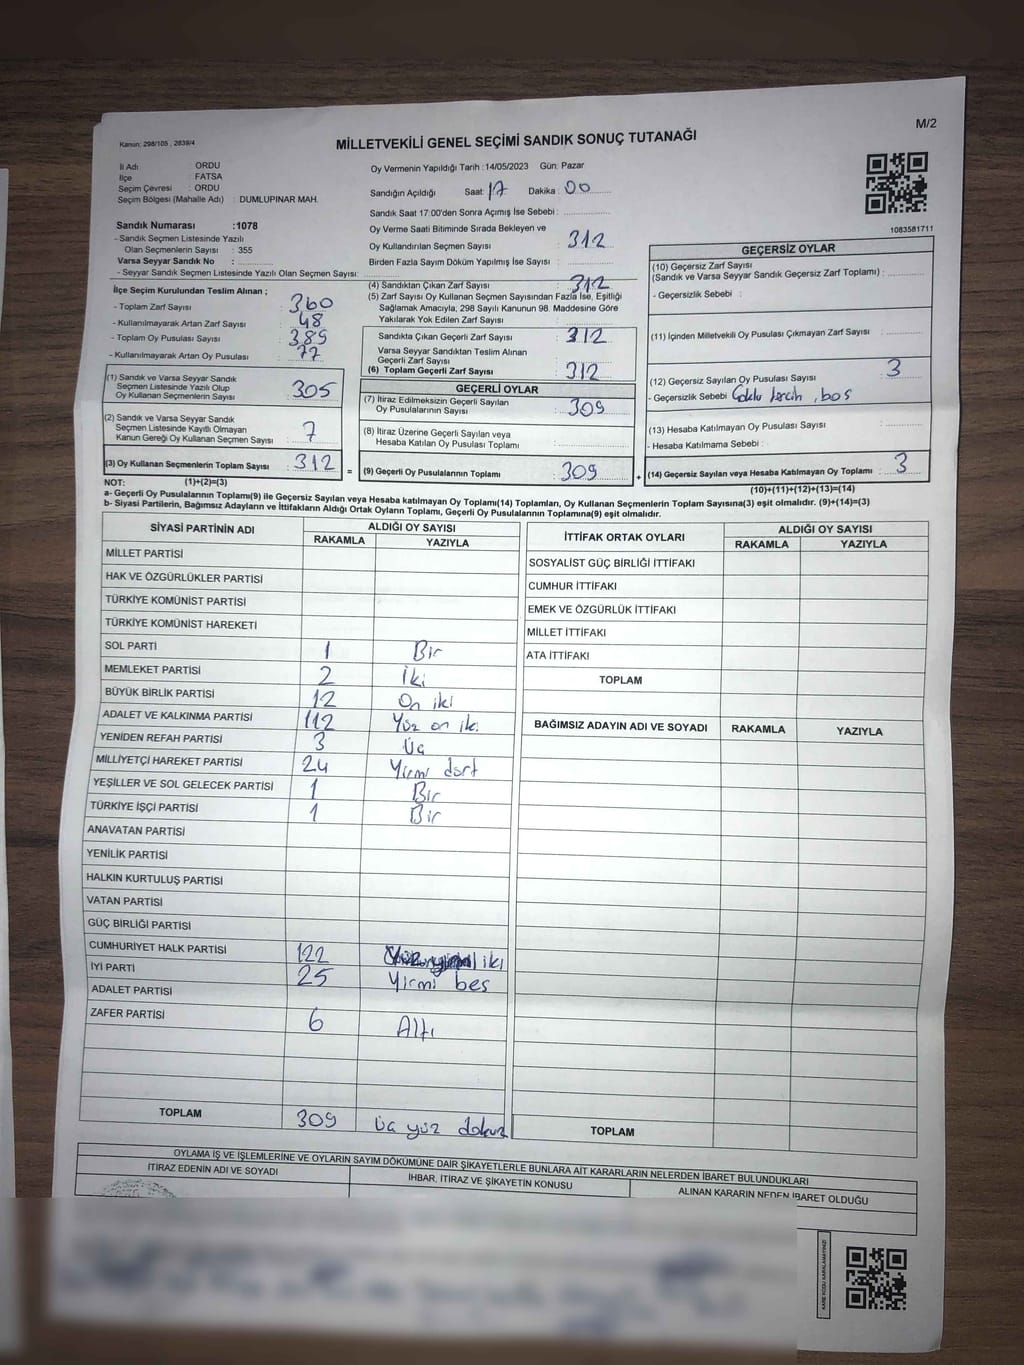 M/2
Kanun: 298/105 , 2839/4
MİLLETVEKİLİ GENEL SEÇİMİ SANDIK SONUÇ TUTANAĞI
İl Adı : ORDU
İlçe : FATSA
Seçim Çevresi : ORDU
Seçim Bölgesi (Mahalle Adı) : DUMLUPINAR MAH.
Oy Vermenin Yapıldığı Tarih :14/05/2023 Gün: Pazar
Sandığın Açıldığı Saat: 17 Dakika : 00
Sandık Saat 17:00'den Sonra Açımış İse Sebebi :
Sandık Numarası :1078
- Sandık Seçmen Listesinde Yazılı
Olan Seçmenlerin Sayısı : 355
Varsa Seyyar Sandık No :
- Seyyar Sandık Seçmen Listesinde Yazılı Olan Seçmen Sayısı:
Oy Verme Saati Bitiminde Sırada Bekleyen ve
Oy Kullandırılan Seçmen Sayısı : 312
Birden Fazla Sayım Döküm Yapılmış İse Sayısı :
1083581711
İlçe Seçim Kurulundan Teslim Alınan ;
- Toplam Zarf Sayısı : 360
- Kullanılmayarak Artan Zarf Sayısı : 48
- Toplam Oy Pusulası Sayısı : 389
- Kullanılmayarak Artan Oy Pusulası : 77
(4) Sandıktan Çıkan Zarf Sayısı : 312
(5) Zarf Sayısı Oy Kullanan Seçmen Sayısından Fazla İse, Eşitliği
Sağlamak Amacıyla; 298 Sayılı Kanunun 98. Maddesine Göre
Yakılarak Yok Edilen Zarf Sayısı :
Sandıkta Çıkan Geçerli Zarf Sayısı : 312
Varsa Seyyar Sandıktan Teslim Alınan
Geçerli Zarf Sayısı :
(6) Toplam Geçerli Zarf Sayısı : 312
GEÇERSİZ OYLAR
(10) Geçersiz Zarf Sayısı
(Sandık ve Varsa Seyyar Sandık Geçersiz Zarf Toplamı) :
- Geçersizlik Sebebi :
(11) İçinden Milletvekili Oy Pusulası Çıkmayan Zarf Sayısı :
(12) Geçersiz Sayılan Oy Pusulası Sayısı : 3
- Geçersizlik Sebebi : Çoklu tercih, boş
(13) Hesaba Katılmayan Oy Pusulası Sayısı :
- Hesaba Katılmama Sebebi :
(14) Geçersiz Sayılan veya Hesaba Katılmayan Oy Toplamı : 3
(10)+(11)+(12)+(13)=(14)
(1) Sandık ve Varsa Seyyar
Sandık Seçmen Listesinde Yazılı Olup
Oy Kullanan Seçmenlerin Sayısı : 305
(2) Sandık ve Varsa Seyyar Sandık
Seçmen Listesinde Kayıtlı Olmayan
Kanun Gereği Oy Kullanan Seçmen Sayısı : 7
(3) Oy Kullanan Seçmenlerin Toplam Sayısı : 312
(1)+(2)=(3)
GEÇERLİ OYLAR
(7) İtiraz Edilmeksizin Geçerli Sayılan
Oy Pusulalarının Sayısı : 309
(8) İtiraz Üzerine Geçerli Sayılan veya
Hesaba Katılan Oy Pusulası Toplamı :
= (9) Geçerli Oy Pusulalarının Toplamı : 309 +
NOT:
a- Geçerli Oy Pusulalarının Toplamı(9) ile Geçersiz Sayılan veya Hesaba katılmayan Oy Toplamı(14) Toplamları, Oy Kullanan Seçmenlerin Toplam Sayısına(3) eşit olmalıdır. (9)+(14)=(3)
b- Siyasi Partilerin, Bağımsız Adayların ve İttifakların Aldığı Ortak Oyların Toplamı, Geçerli Oy Pusulalarının Toplamına(9) eşit olmalıdır.
SİYASİ PARTİNİN ADI ALDIĞI OY SAYISI
RAKAMLA YAZIYLA
MİLLET PARTİSİ
HAK VE ÖZGÜRLÜKLER PARTİSİ
TÜRKİYE KOMÜNİST PARTİSİ
TÜRKİYE KOMÜNİST HAREKETİ
SOL PARTİ 1 Bir
MEMLEKET PARTİSİ 2 İki
BÜYÜK BİRLİK PARTİSİ 12 On iki
ADALET VE KALKINMA PARTİSİ 112 Yüz on iki
YENİDEN REFAH PARTİSİ 3 Üç
MİLLİYETÇİ HAREKET PARTİSİ 24 Yirmi dört
YEŞİLLER VE SOL GELECEK PARTİSİ 1 Bir
TÜRKİYE İŞÇİ PARTİSİ 1 Bir
ANAVATAN PARTİSİ
YENİLİK PARTİSİ
HALKIN KURTULUŞ PARTİSİ
VATAN PARTİSİ
GÜÇ BİRLİĞİ PARTİSİ
CUMHURİYET HALK PARTİSİ 122 iki
İYİ PARTİ 25 Yirmi beş
ADALET PARTİSİ
ZAFER PARTİSİ 6 Altı
TOPLAM 309 üç yüz dokuz
İTTİFAK ORTAK OYLARI ALDIĞI OY SAYISI
RAKAMLA YAZIYLA
SOSYALİST GÜÇ BİRLİĞİ İTTİFAKI
CUMHUR İTTİFAKI
EMEK VE ÖZGÜRLÜK İTTİFAKI
MİLLET İTTİFAKI
ATA İTTİFAKI
TOPLAM
BAĞIMSIZ ADAYIN ADI VE SOYADI RAKAMLA YAZIYLA
TOPLAM
OYLAMA İŞ VE İŞLEMLERİNE VE OYLARIN SAYIM DÖKÜMÜNE DAİR ŞİKAYETLERLE BUNLARA AİT KARARLARIN NELERDEN İBARET BULUNDUKLARI
İTİRAZ EDENİN ADI VE SOYADI İHBAR, İTİRAZ VE ŞİKAYETİN KONUSU ALINAN KARARIN NEDEN İBARET OLDUĞU
KARE KODU KARALAMAYINIZ!